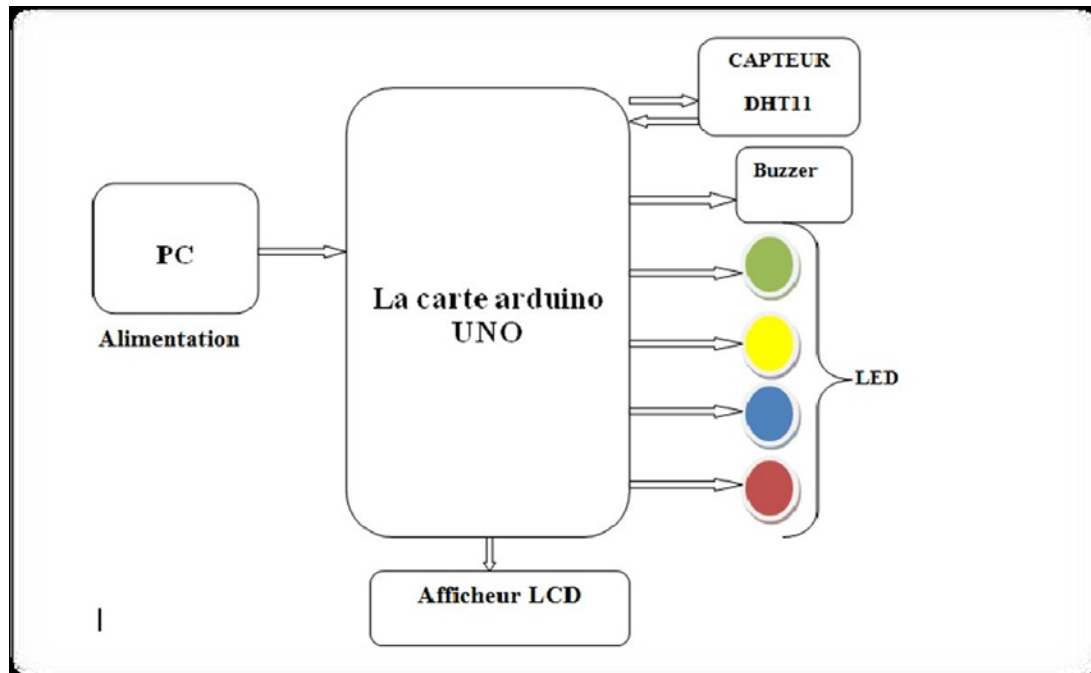 CAPTEUR
DHT11
Buzzer
PC
Alimentation
La carte arduino
UNO
LED
Afficheur LCD